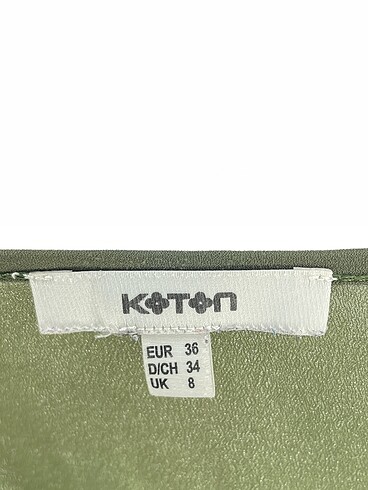 KOTON
EUR 36
D/CH 34
UK 8